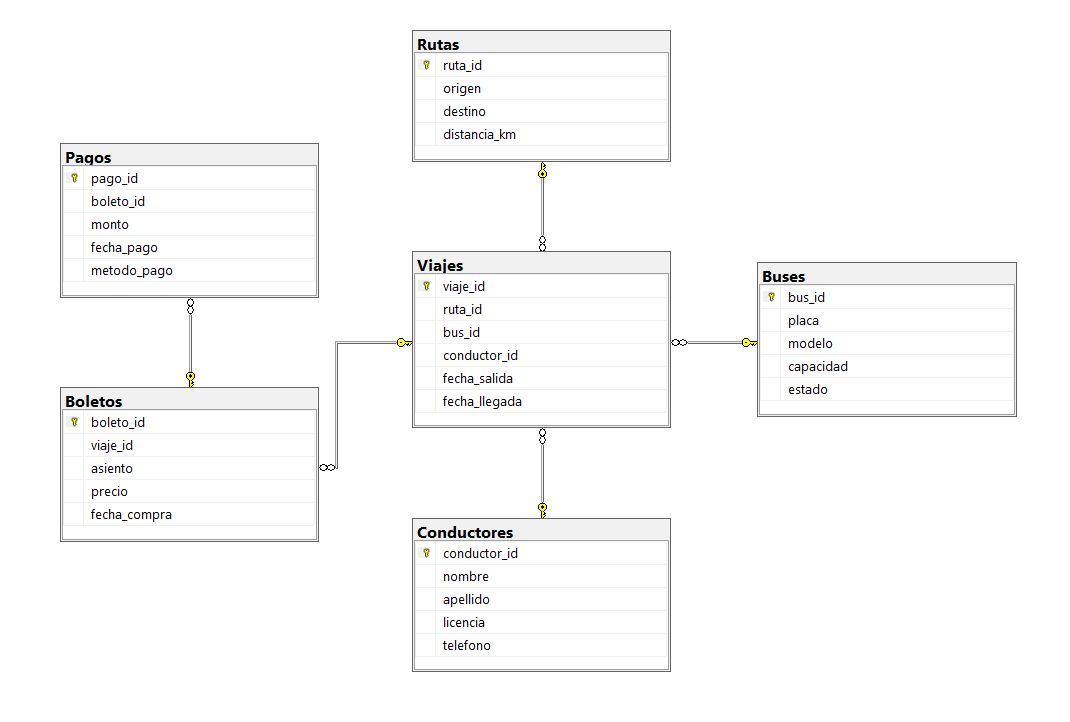 Rutas
ruta_id
origen
destino
distancia_km
Pagos
pago_id
boleto_id
monto
fecha_pago
metodo_pago
Viajes
viaje_id
ruta_id
bus_id
conductor_id
fecha_salida
fecha_llegada
Buses
bus_id
placa
modelo
capacidad
estado
Boletos
boleto_id
viaje_id
asiento
precio
fecha_compra
Conductores
conductor_id
nombre
apellido
licencia
telefono